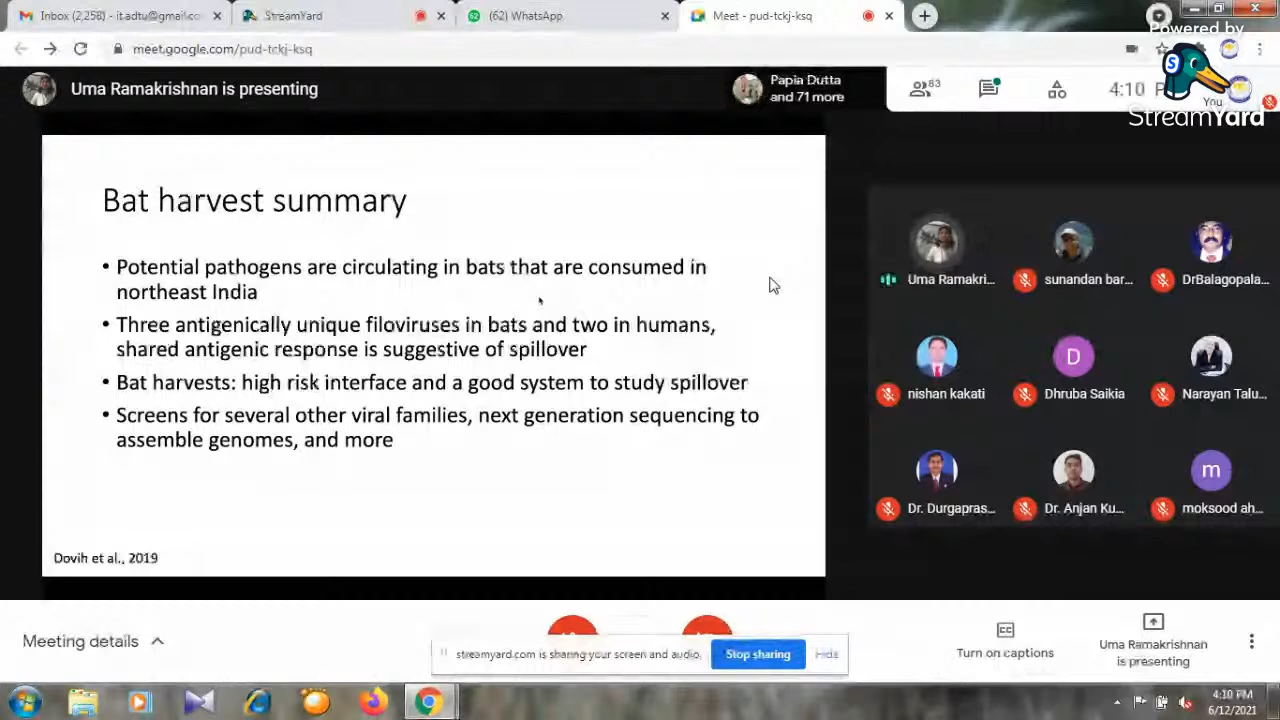 Inbox (2,258) - it.adtu@gmail.co
StreamYard
(62) WhatsApp
Meet - pud-tckj-ksq
Powered by
meet.google.com/pud-tckj-ksq
StreamYard
Uma Ramakrishnan is presenting
Papia Dutta
and 71 more
83
4:10 P
You
Bat harvest summary
• Potential pathogens are circulating in bats that are consumed in
northeast India
• Three antigenically unique filoviruses in bats and two in humans,
shared antigenic response is suggestive of spillover
• Bat harvests: high risk interface and a good system to study spillover
• Screens for several other viral families, next generation sequencing to
assemble genomes, and more
Dovih et al., 2019
Uma Ramakri...
sunandan bar...
DrBalagopala...
nishan kakati
D
Dhruba Saikia
Narayan Talu...
Dr. Durgapras...
Dr. Anjan Ku...
m
moksood ah...
Meeting details
streamyard.com is sharing your screen and audio.
Stop sharing
Hide
CC
Turn on captions
Uma Ramakrishnan
is presenting
4:10 PM
6/12/2021